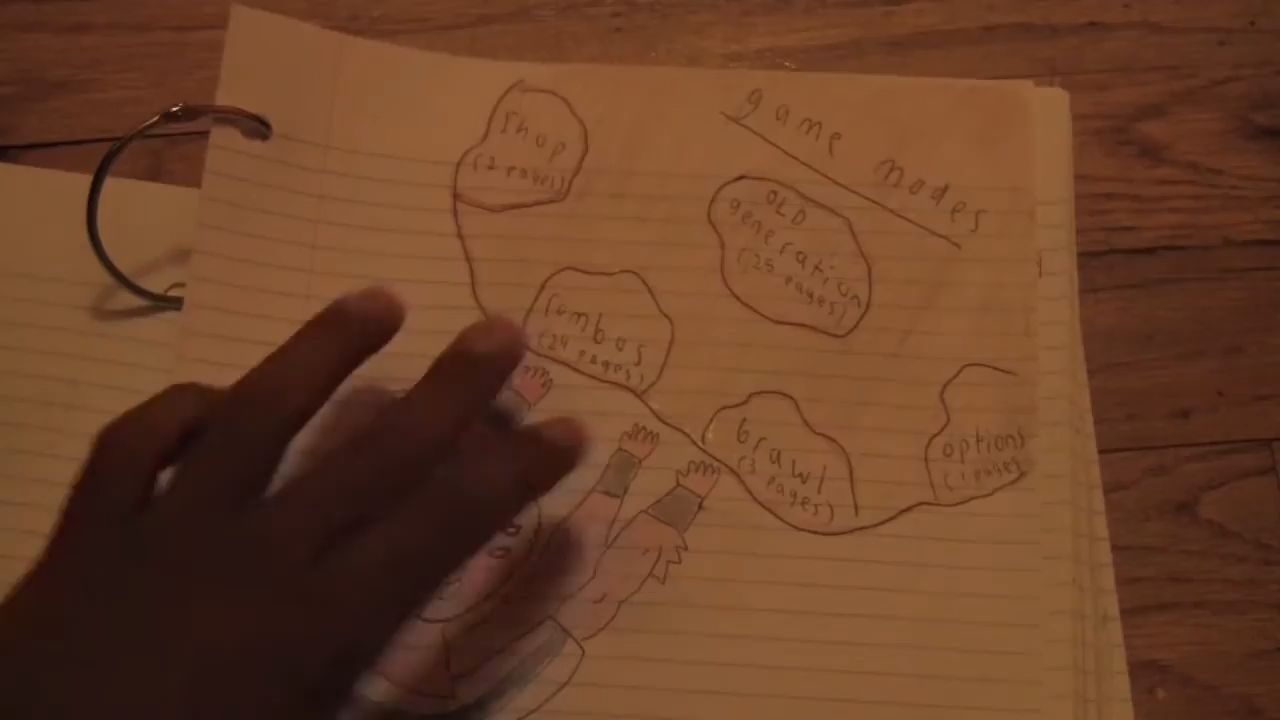 game modes
shop
(2 pages)
OLD
generation
(25 pages)
combos
(24 pages)
brawl
(3
pages)
options
(1 page)